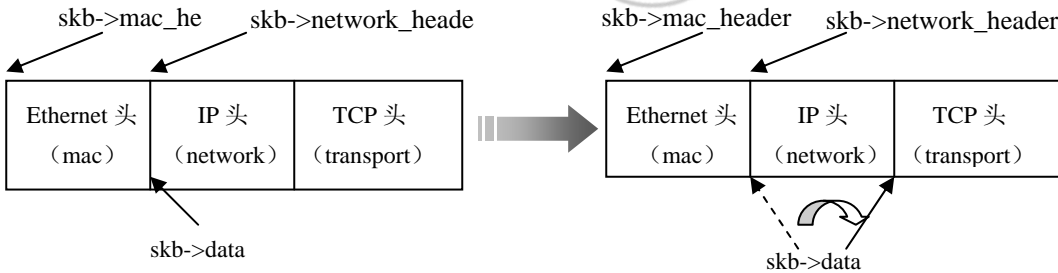 skb->mac_he
skb->network_heade
Ethernet 头
（mac）
IP 头
（network）
TCP 头
（transport）
skb->data
skb->mac_header
skb->network_header
Ethernet 头
（mac）
IP 头
（network）
TCP 头
（transport）
skb->data